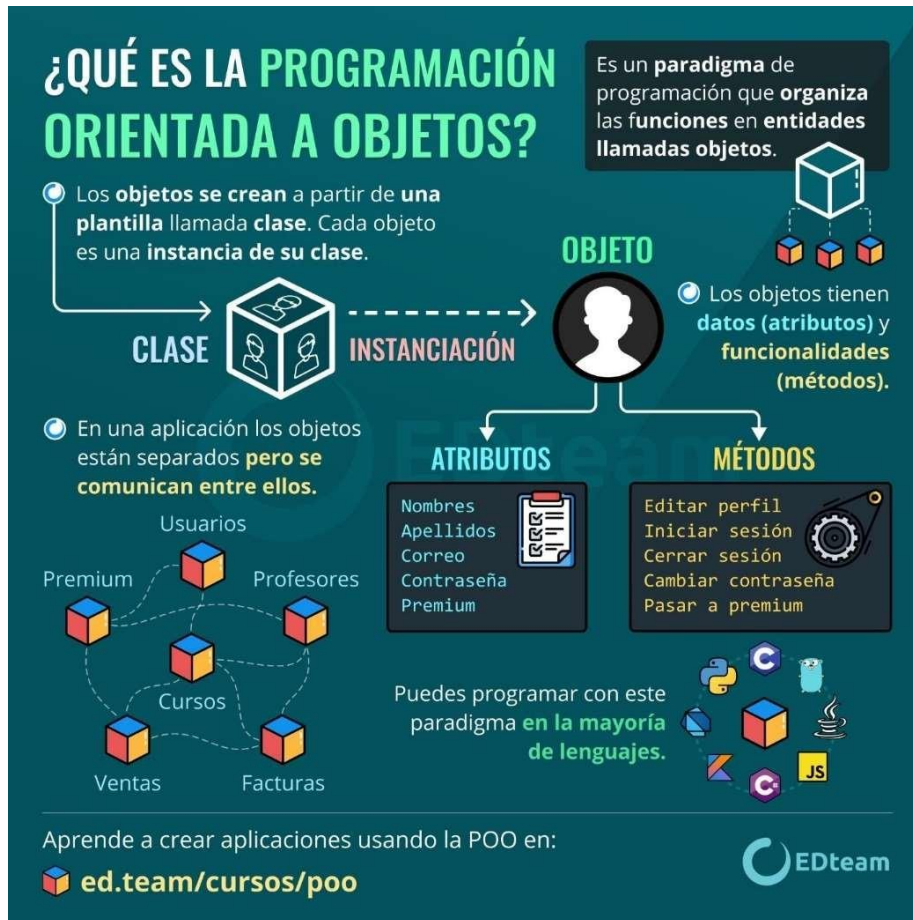 ¿QUÉ ES LA PROGRAMACIÓN
ORIENTADA A OBJETOS?
Es un paradigma de
programación que organiza
las funciones en entidades
llamadas objetos.
Los objetos se crean a partir de una
plantilla llamada clase. Cada objeto
es una instancia de su clase.
CLASE
INSTANCIACIÓN
OBJETO
Los objetos tienen
datos (atributos) y
funcionalidades
(métodos).
En una aplicación los objetos
están separados pero se
comunican entre ellos.
Usuarios
Premium
Profesores
Cursos
Ventas
Facturas
ATRIBUTOS
Nombres
Apellidos
Correo
Contraseña
Premium
MÉTODOS
Editar perfil
Iniciar sesión
Cerrar sesión
Cambiar contraseña
Pasar a premium
EDteam
Puedes programar con este
paradigma en la mayoría
de lenguajes.
C
JS
C
Aprende a crear aplicaciones usando la POO en:
ed.team/cursos/poo
EDteam